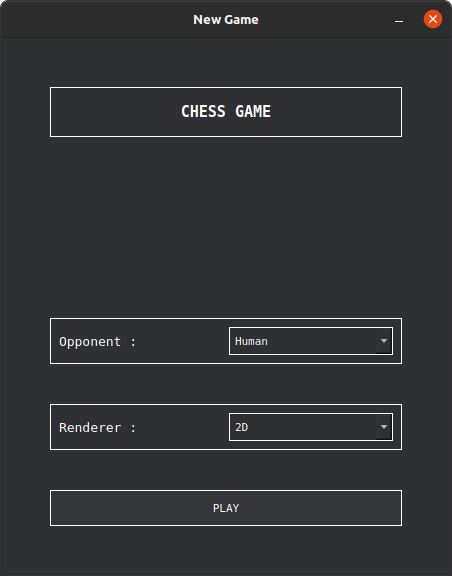 New Game
CHESS GAME
Opponent :
Human
Renderer :
2D
PLAY